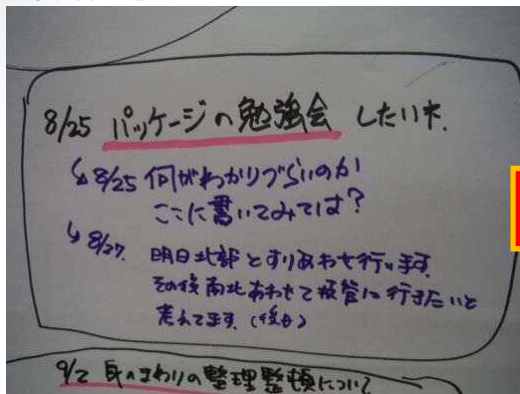 8/25 パッケージの勉強会 したいネ.
↳ 8/25 何がわかりづらいのか
ここに書いてみては?
↳ 8/27. 明日北部とすりあわせ行います.
その後南北あわせて に行きたいと
考えてます. (後日)
9/2 身のまわりの整理整頓について